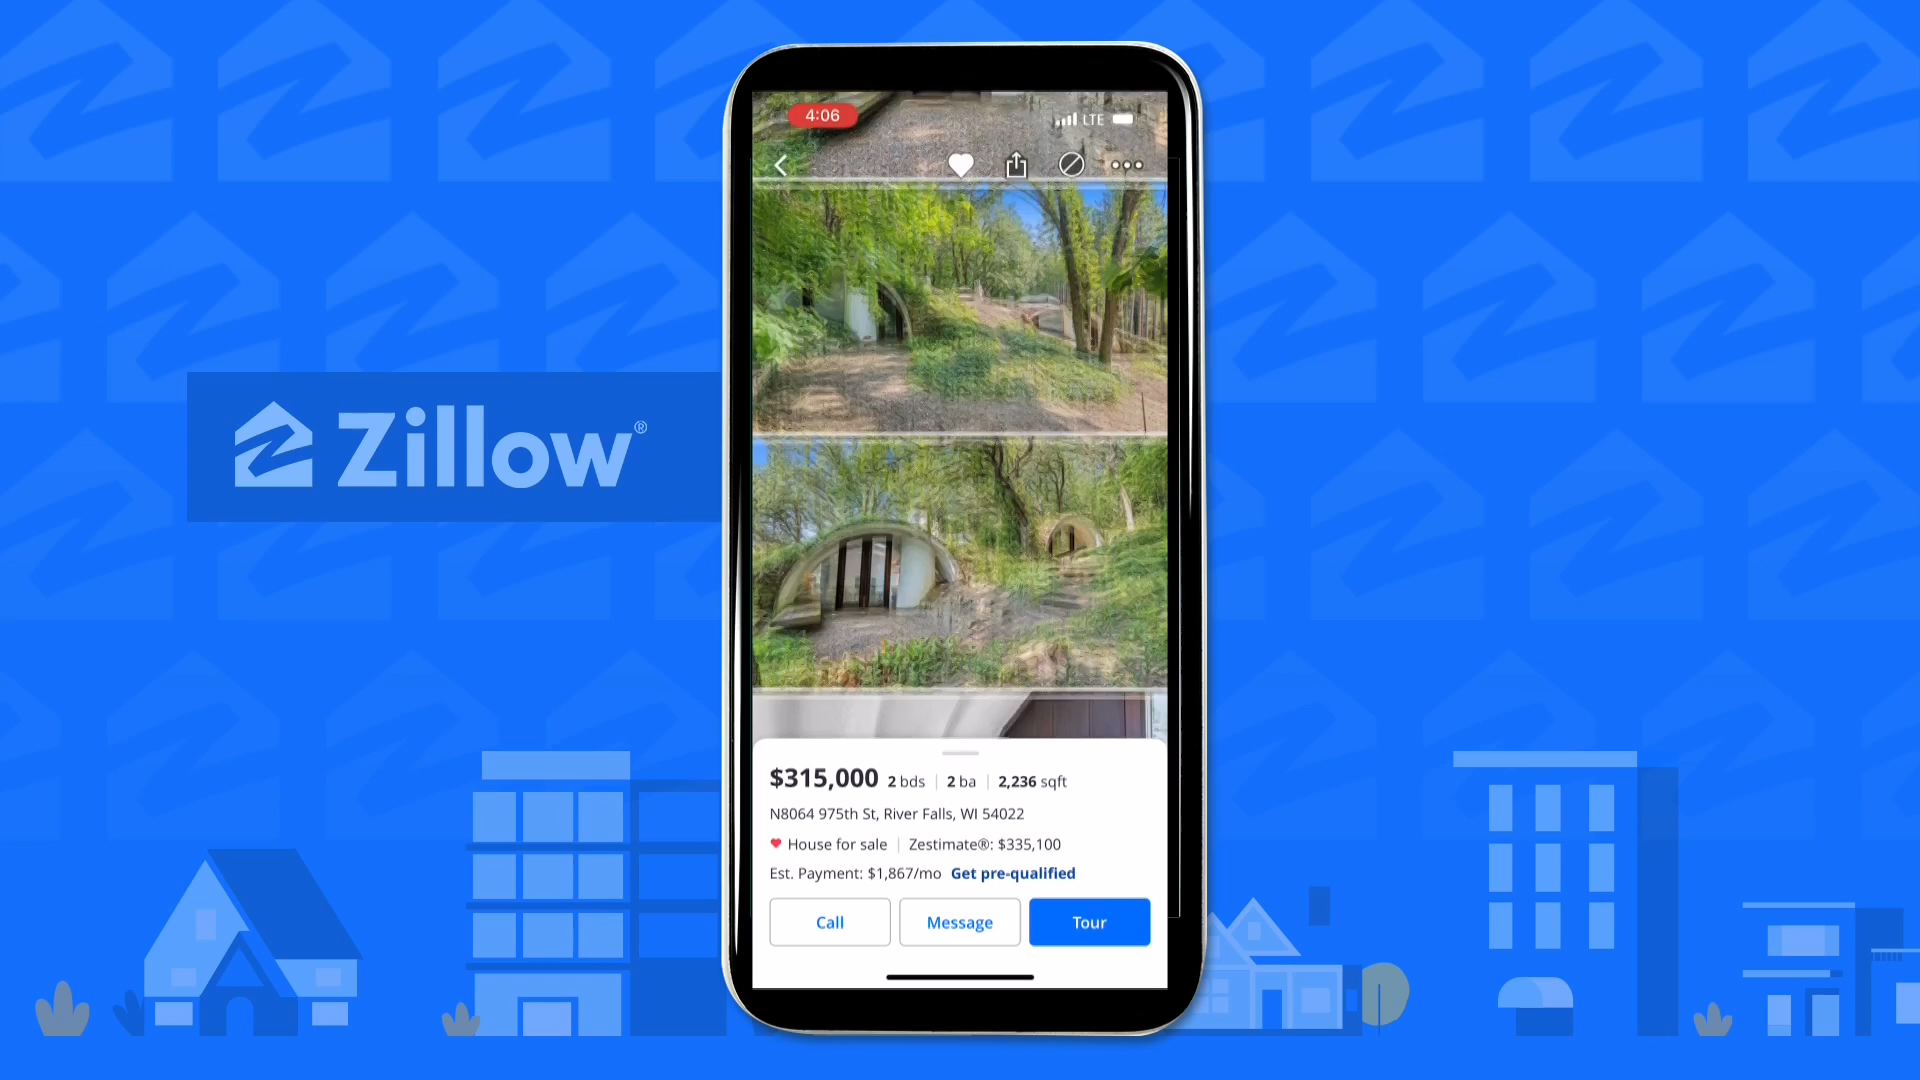 4:06
LTE
Zillow®
$315,000 2 bds | 2 ba | 2,236 sqft
N8064 975th St, River Falls, WI 54022
House for sale | Zestimate®: $335,100
Est. Payment: $1,867/mo Get pre-qualified
Call Message Tour